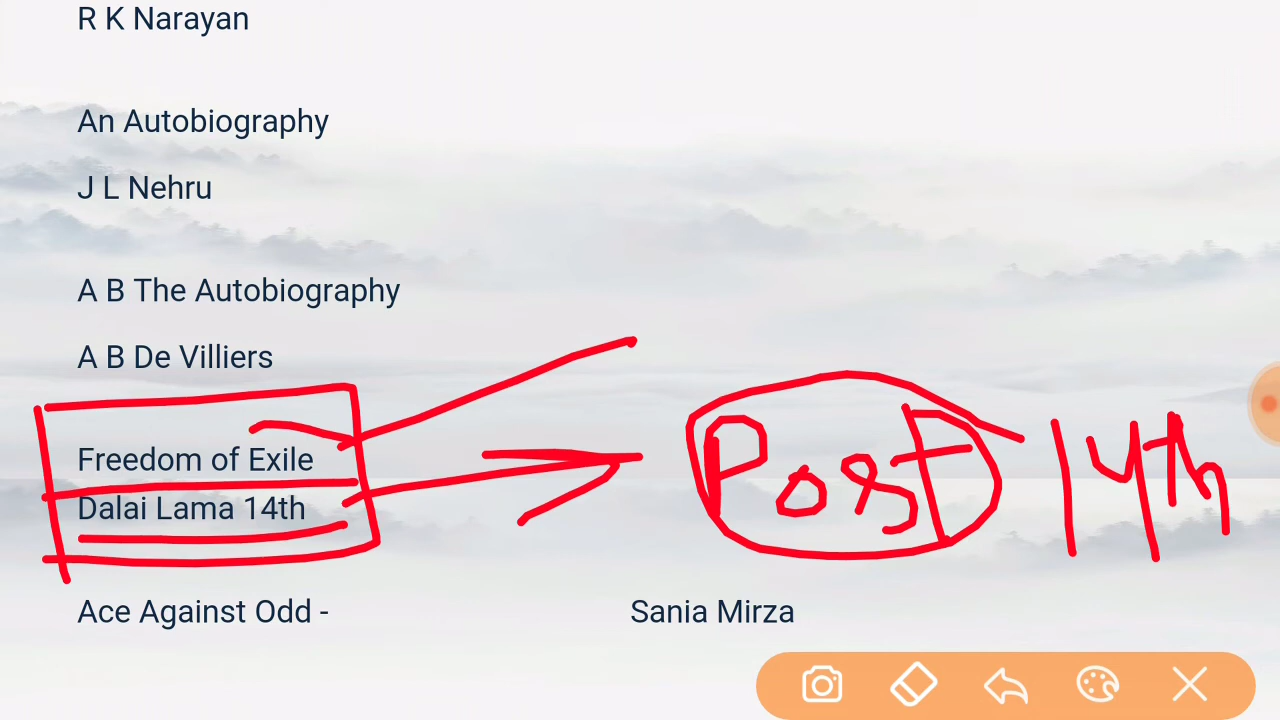 R K Narayan
An Autobiography
J L Nehru
A B The Autobiography
A B De Villiers
Freedom of Exile
Dalai Lama 14th
Post 14th
Ace Against Odd - Sania Mirza